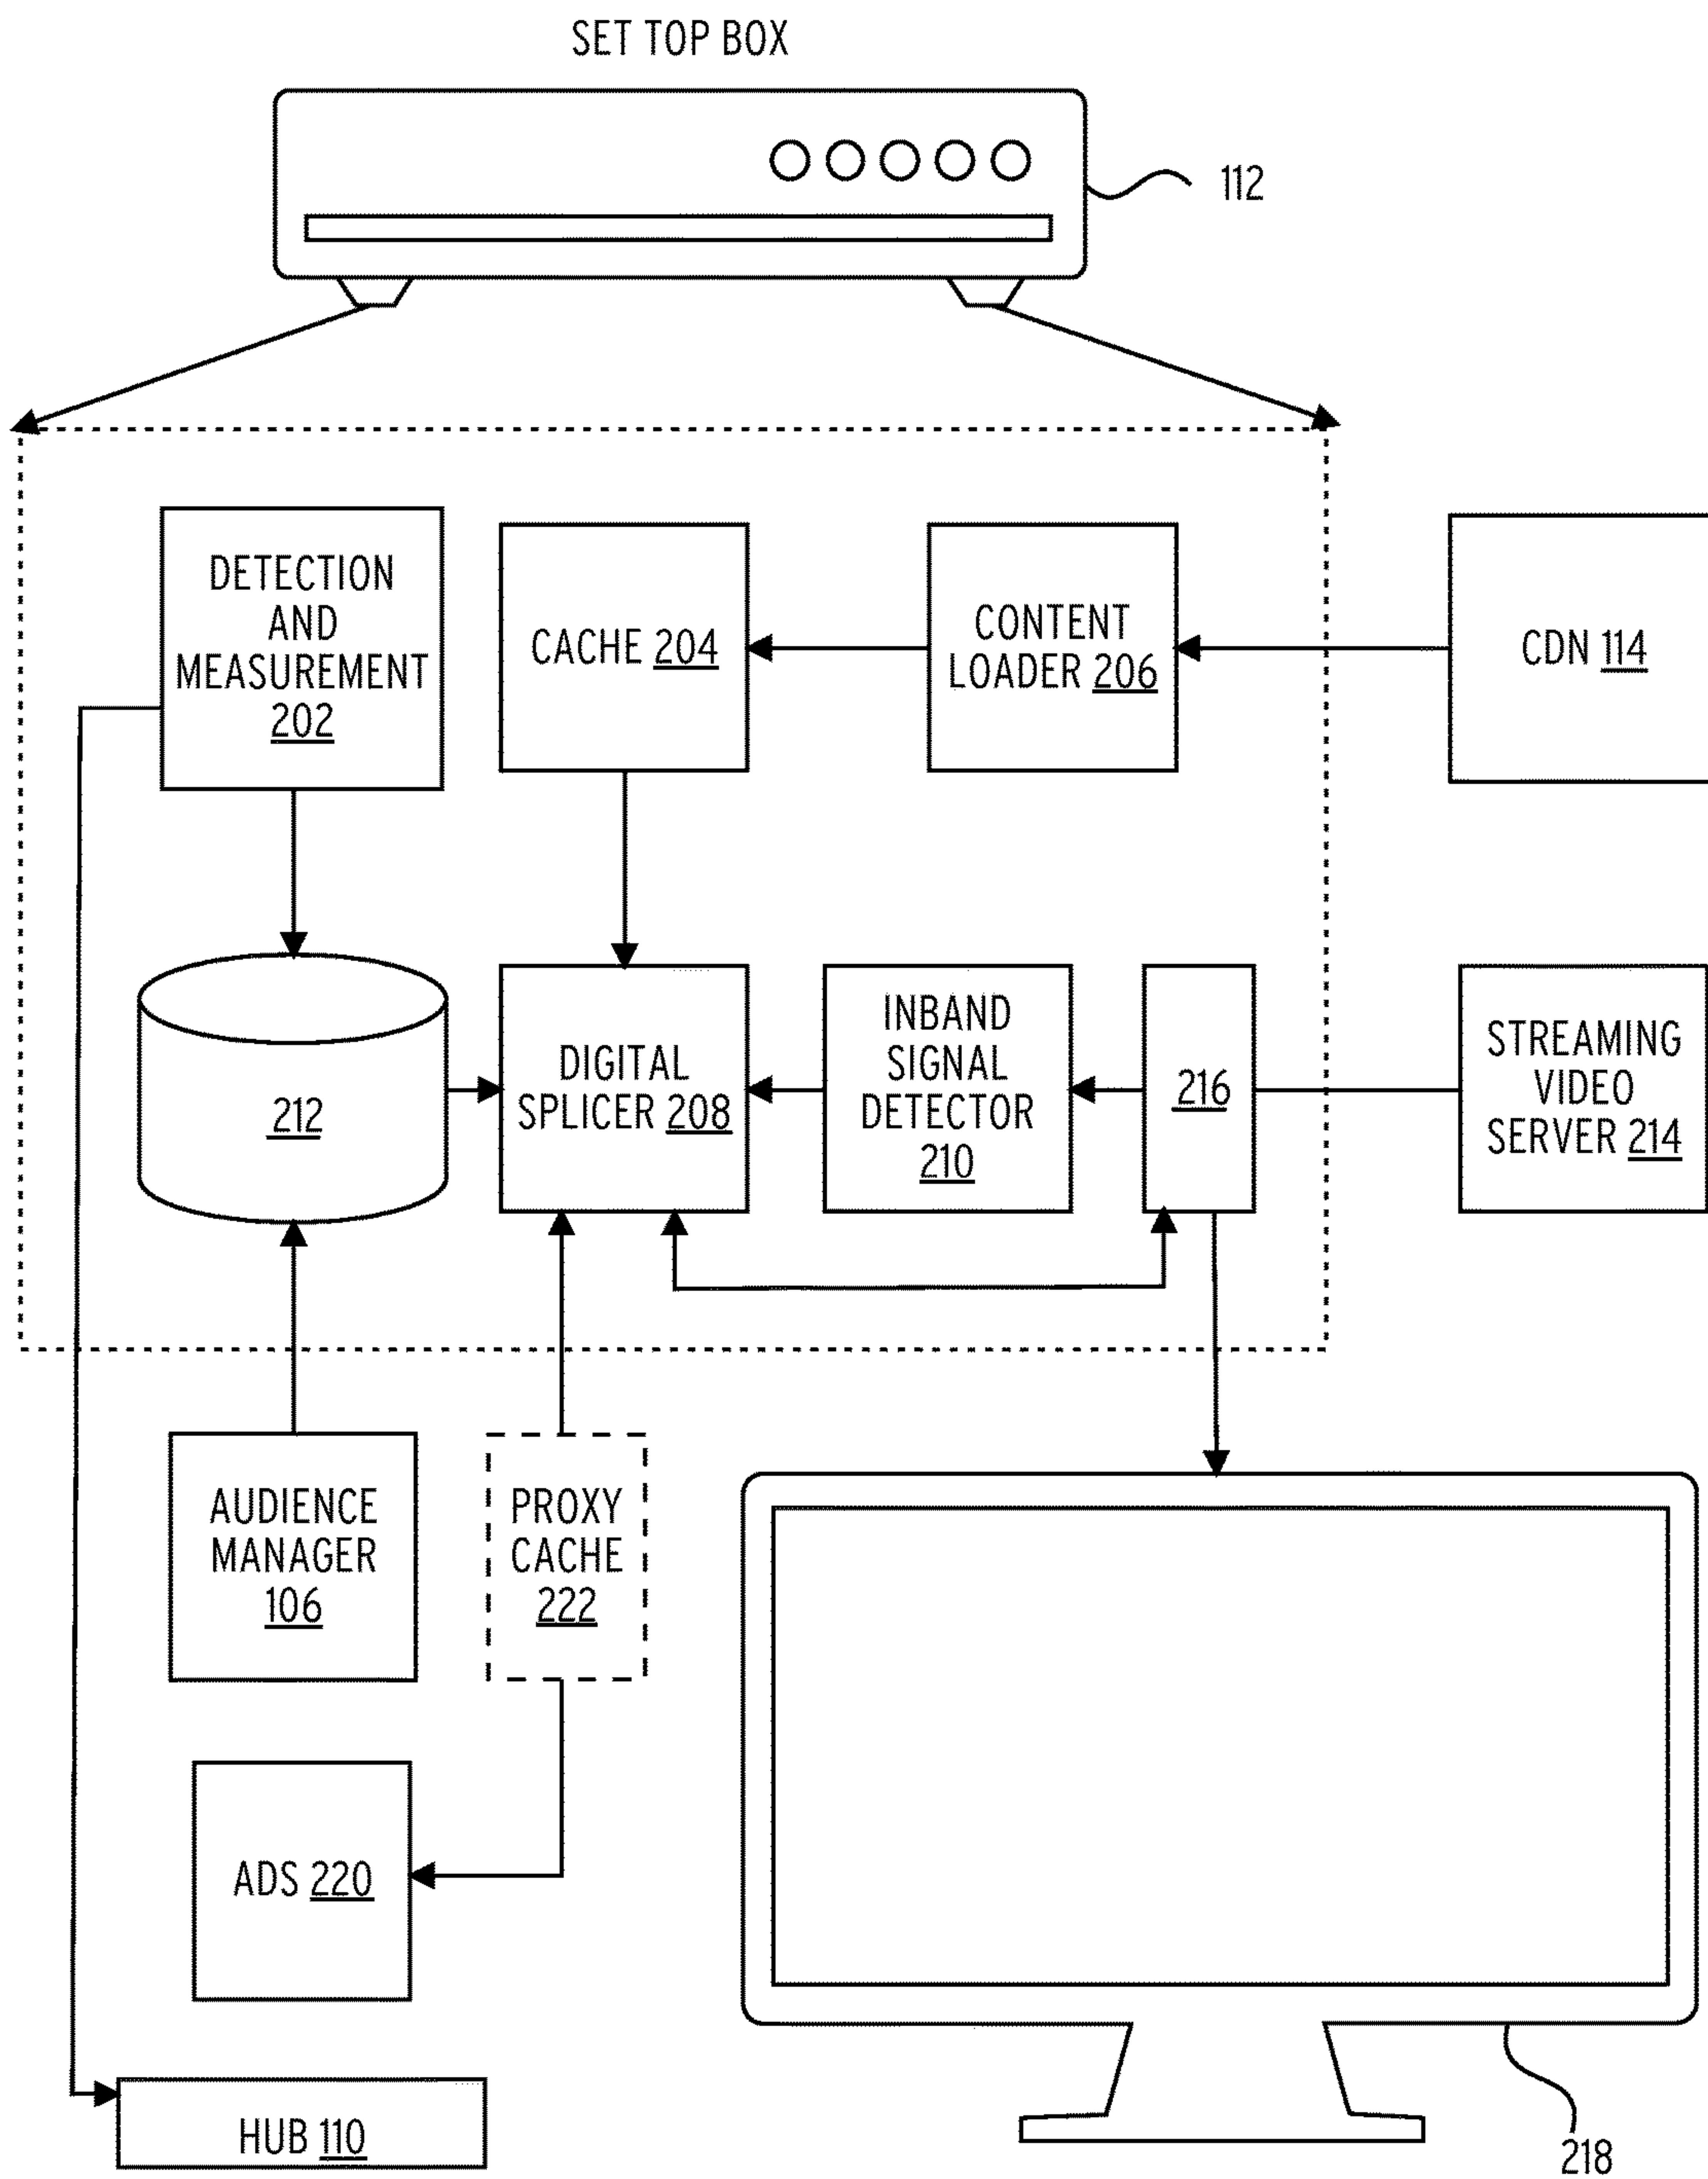 SET TOP BOX
112
DETECTION
AND
MEASUREMENT
202
CACHE 204
CONTENT
LOADER 206
CDN 114
212
DIGITAL
SPLICER 208
INBAND
SIGNAL
DETECTOR
210
216
STREAMING
VIDEO
SERVER 214
AUDIENCE
MANAGER
106
PROXY
CACHE
222
ADS 220
HUB 110
218